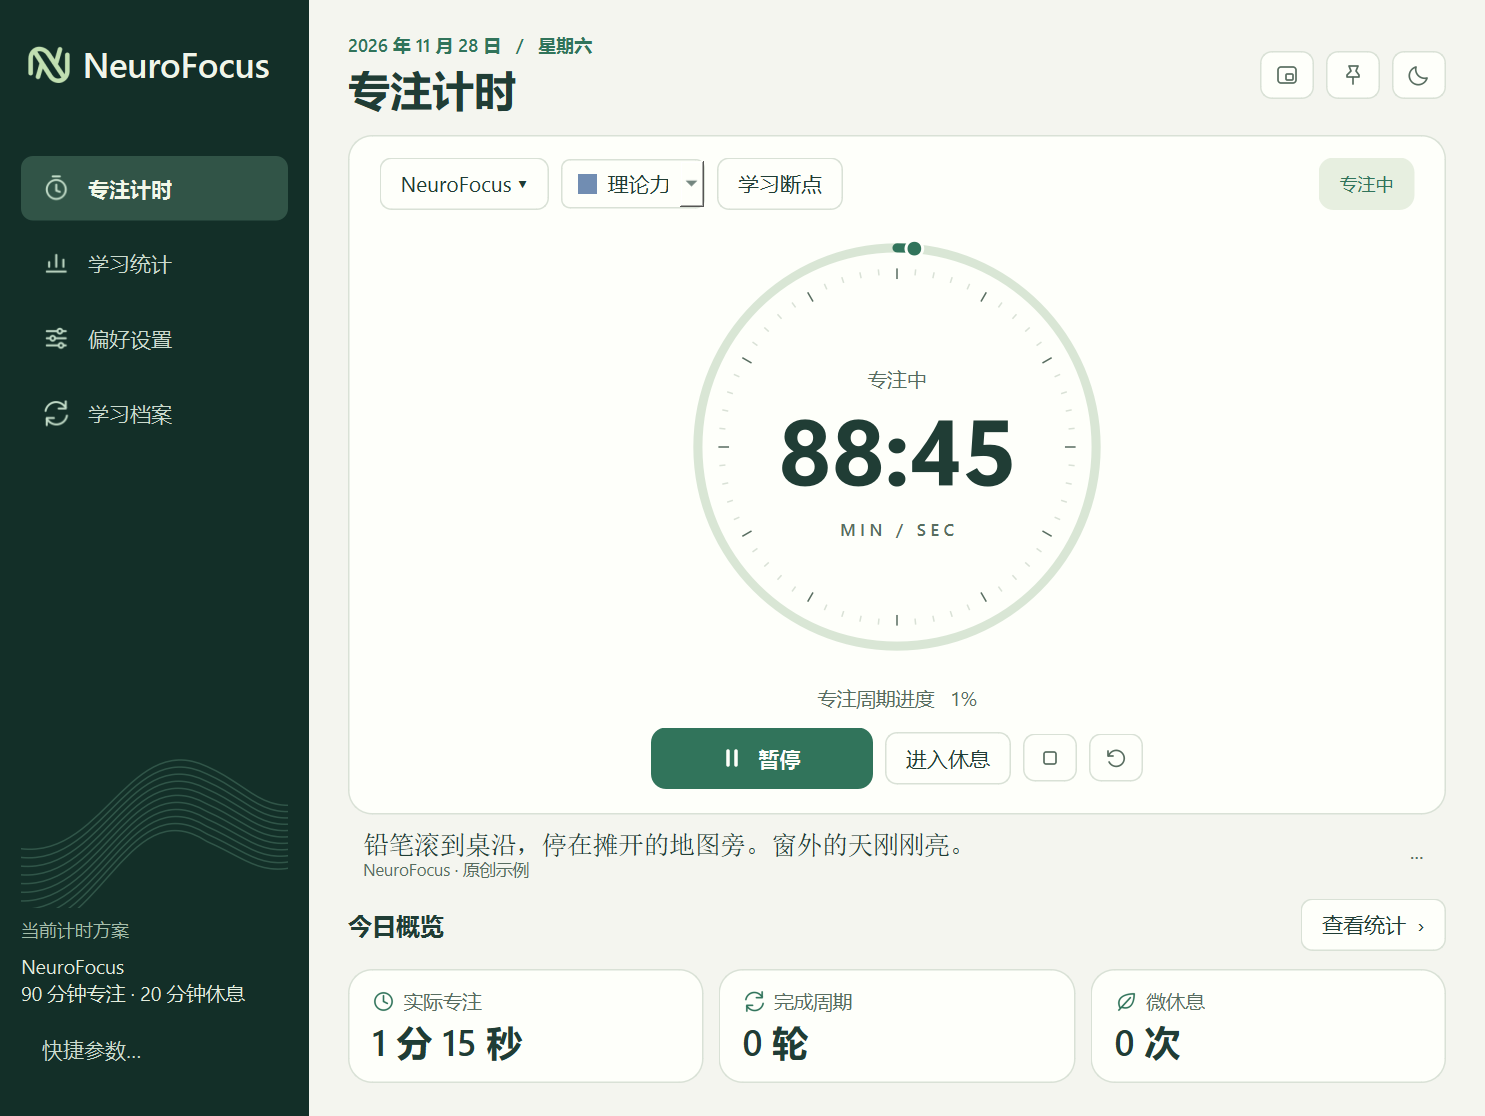 NeuroFocus
专注计时
学习统计
偏好设置
学习档案
当前计时方案
NeuroFocus
90 分钟专注 · 20 分钟休息
快捷参数...
2026 年 11 月 28 日 / 星期六
专注计时
NeuroFocus ▾
理论力
学习断点
专注中
专注中
88:45
MIN / SEC
专注周期进度 1%
暂停
进入休息
铅笔滚到桌沿，停在摊开的地图旁。窗外的天刚刚亮。
NeuroFocus · 原创示例
...
今日概览
查看统计 ›
实际专注
1 分 15 秒
完成周期
0 轮
微休息
0 次